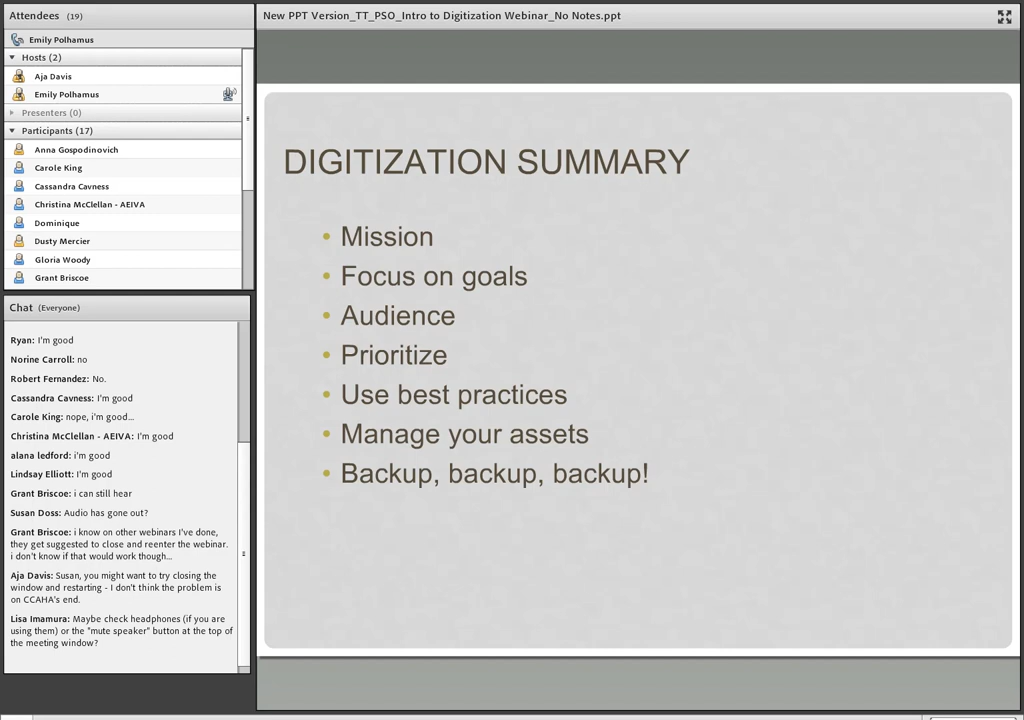 Attendees (19)
Emily Polhamus
Hosts (2)
Aja Davis
Emily Polhamus
Presenters (0)
Participants (17)
Anna Gospodinovich
Carole King
Cassandra Cavness
Christina McClellan - AEIVA
Dominique
Dusty Mercier
Gloria Woody
Grant Briscoe
Chat (Everyone)
Ryan: I'm good
Norine Carroll: no
Robert Fernandez: No.
Cassandra Cavness: I'm good
Carole King: nope, i'm good...
Christina McClellan - AEIVA: I'm good
alana ledford: i'm good
Lindsay Elliott: I'm good
Grant Briscoe: i can still hear
Susan Doss: Audio has gone out?
Grant Briscoe: i know on other webinars I've done,
they get suggested to close and reenter the webinar.
i don't know if that would work though...
Aja Davis: Susan, you might want to try closing the
window and restarting - I don't think the problem is
on CCAHA's end.
Lisa Imamura: Maybe check headphones (if you are
using them) or the "mute speaker" button at the top of
the meeting window?
New PPT Version_TT_PSO_Intro to Digitization Webinar_No Notes.ppt
DIGITIZATION SUMMARY
• Mission
• Focus on goals
• Audience
• Prioritize
• Use best practices
• Manage your assets
• Backup, backup, backup!